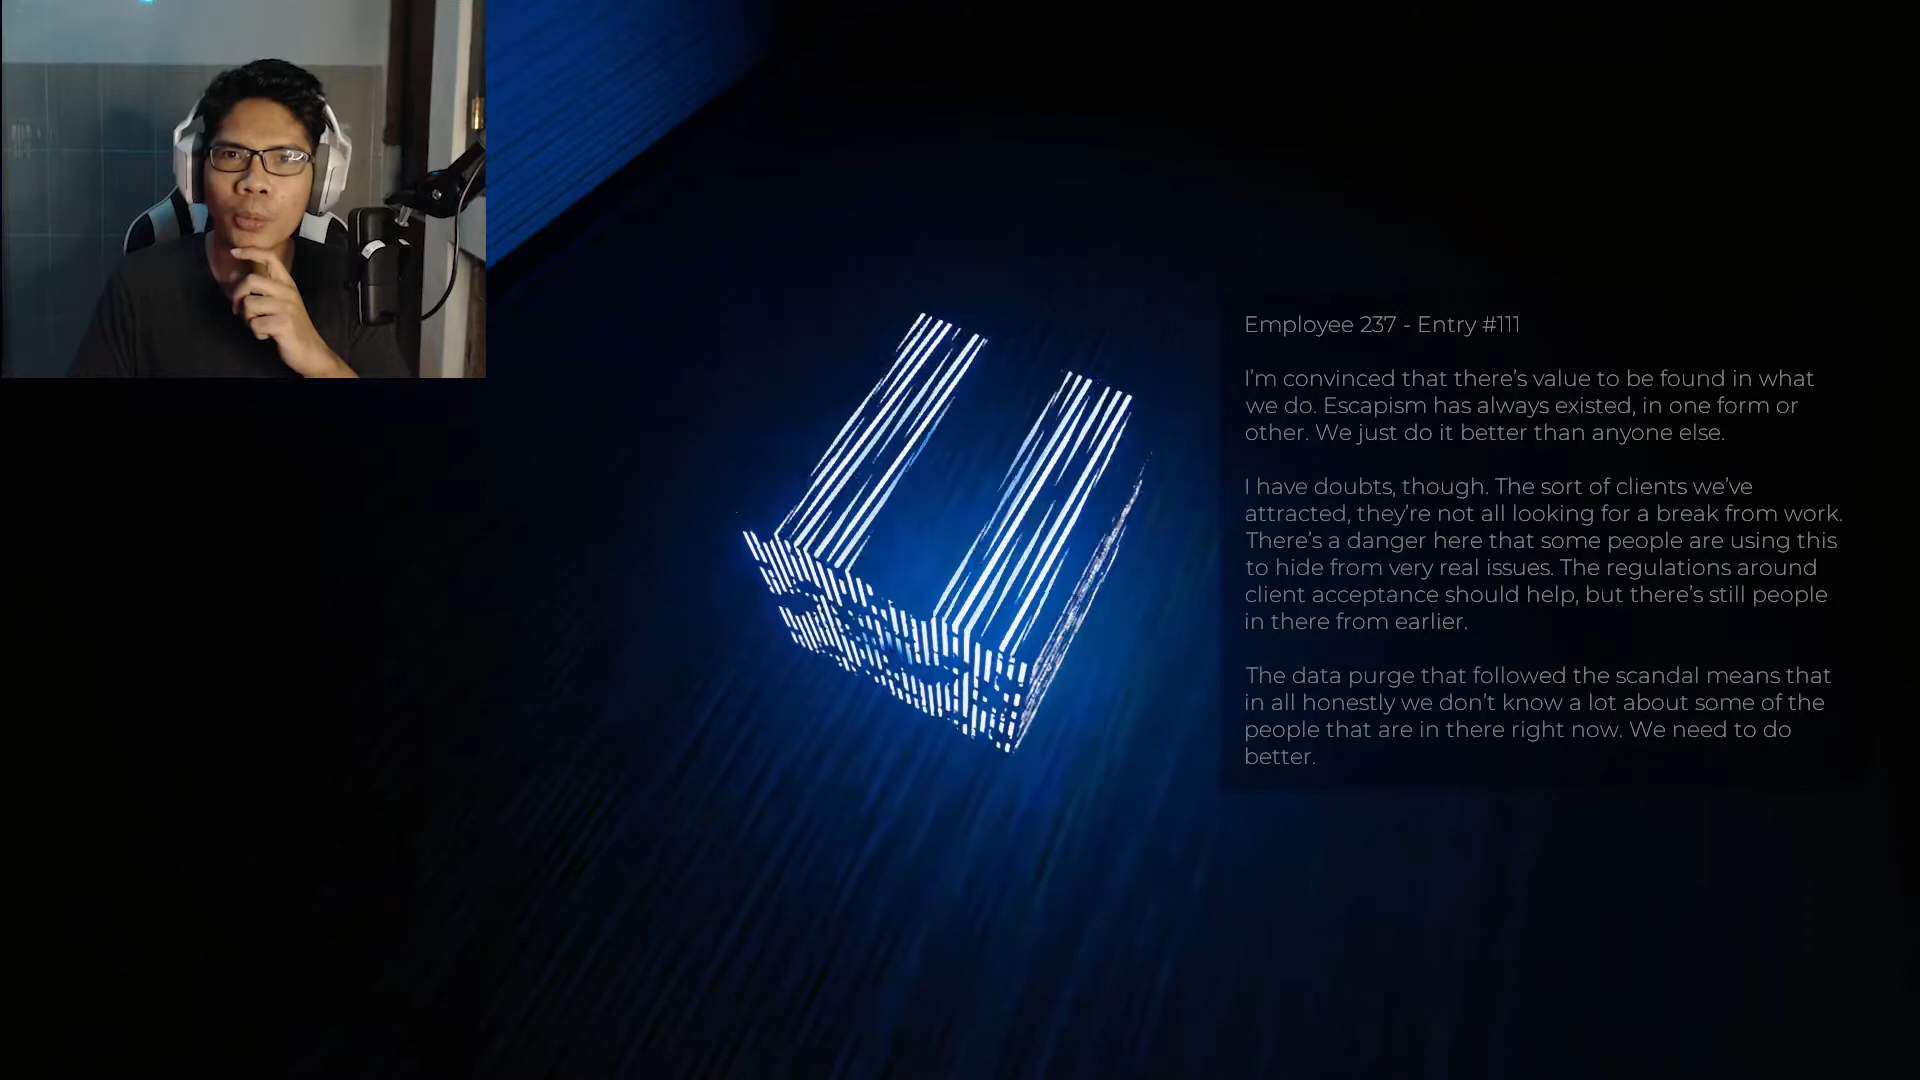 Employee 237 - Entry #111
I'm convinced that there's value to be found in what
we do. Escapism has always existed, in one form or
other. We just do it better than anyone else.
I have doubts, though. The sort of clients we've
attracted, they're not all looking for a break from work.
There's a danger here that some people are using this
to hide from very real issues. The regulations around
client acceptance should help, but there's still people
in there from earlier.
The data purge that followed the scandal means that
in all honestly we don't know a lot about some of the
people that are in there right now. We need to do
better.